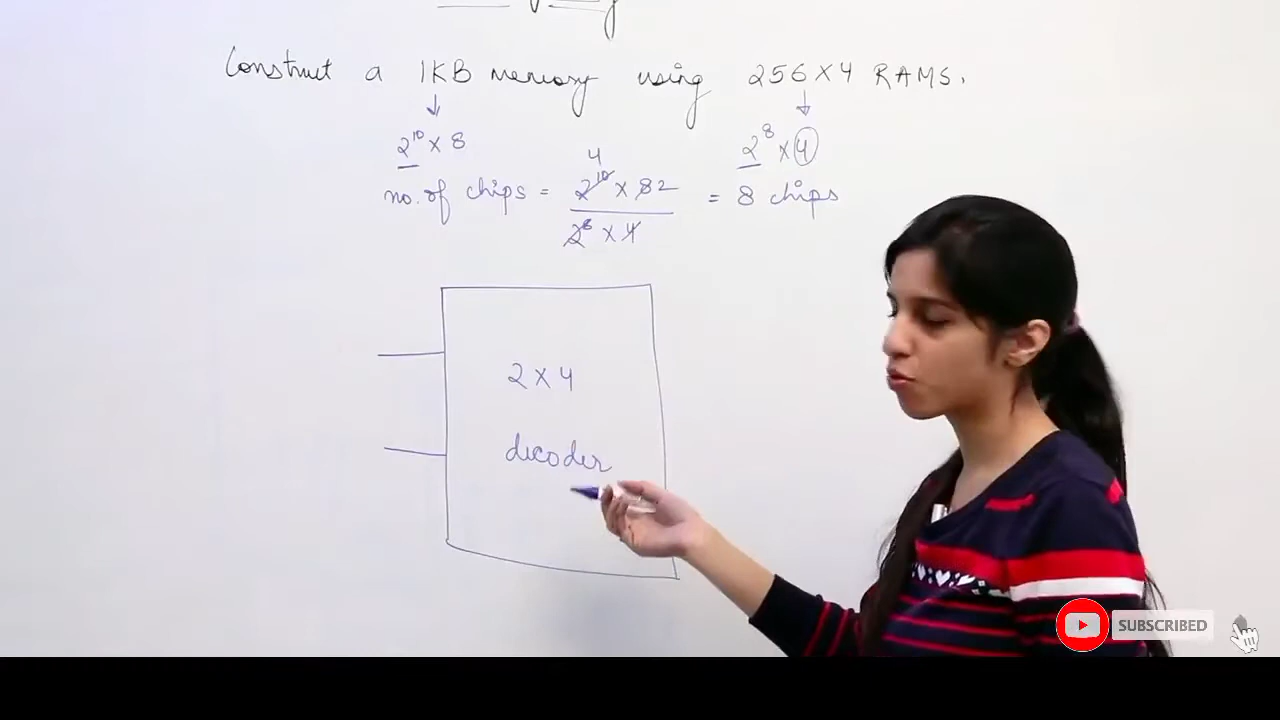 Construct a 1KB memory using 256 X 4 RAMS.
2^10 X 8
2^8 X 4
no. of chips = 2^10 X 8 2 4 / 2^8 X 4 = 8 chips
2 X 4
decoder
SUBSCRIBED